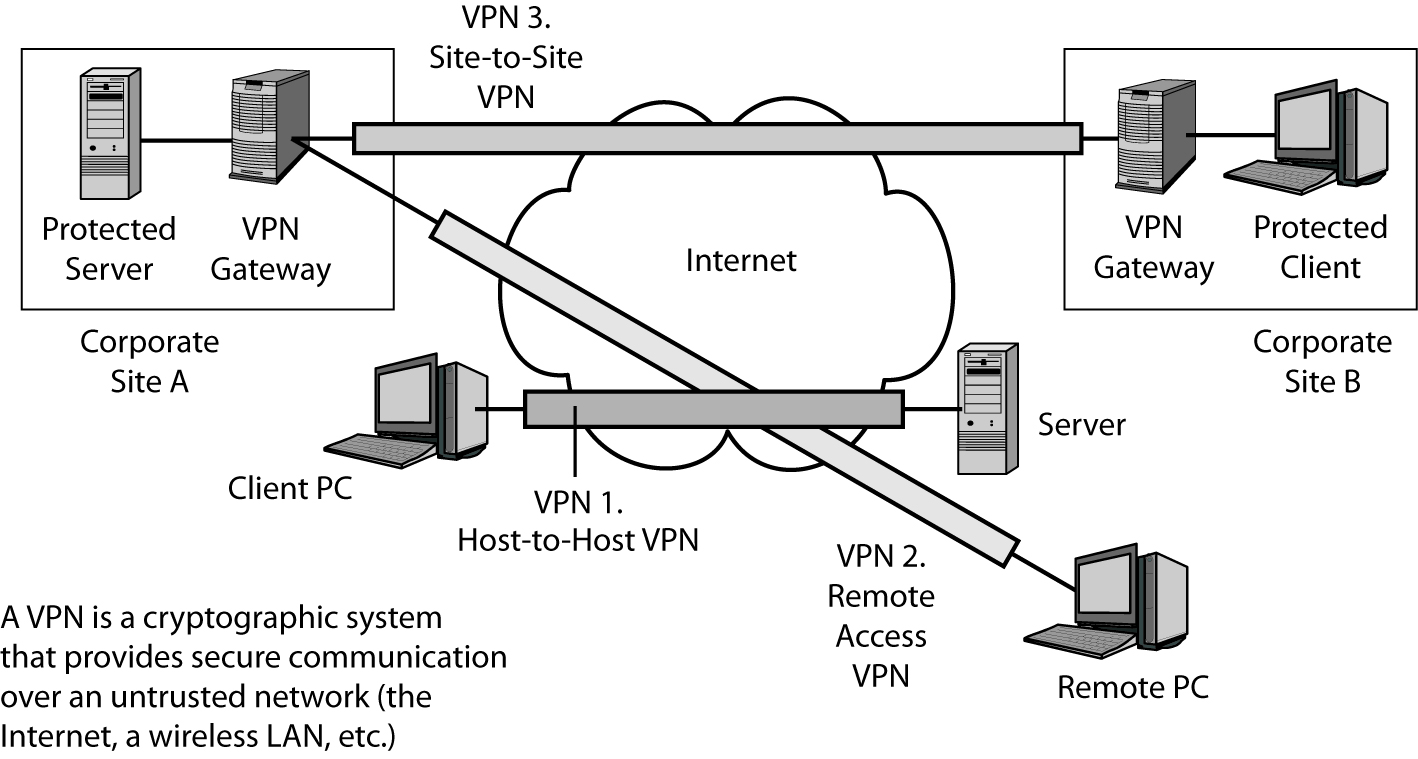 VPN 3.
Site-to-Site
VPN
Protected
Server
VPN
Gateway
Corporate
Site A
Internet
VPN
Gateway
Protected
Client
Corporate
Site B
Client PC
Server
VPN 1.
Host-to-Host VPN
VPN 2.
Remote
Access
VPN
Remote PC
A VPN is a cryptographic system
that provides secure communication
over an untrusted network (the
Internet, a wireless LAN, etc.)